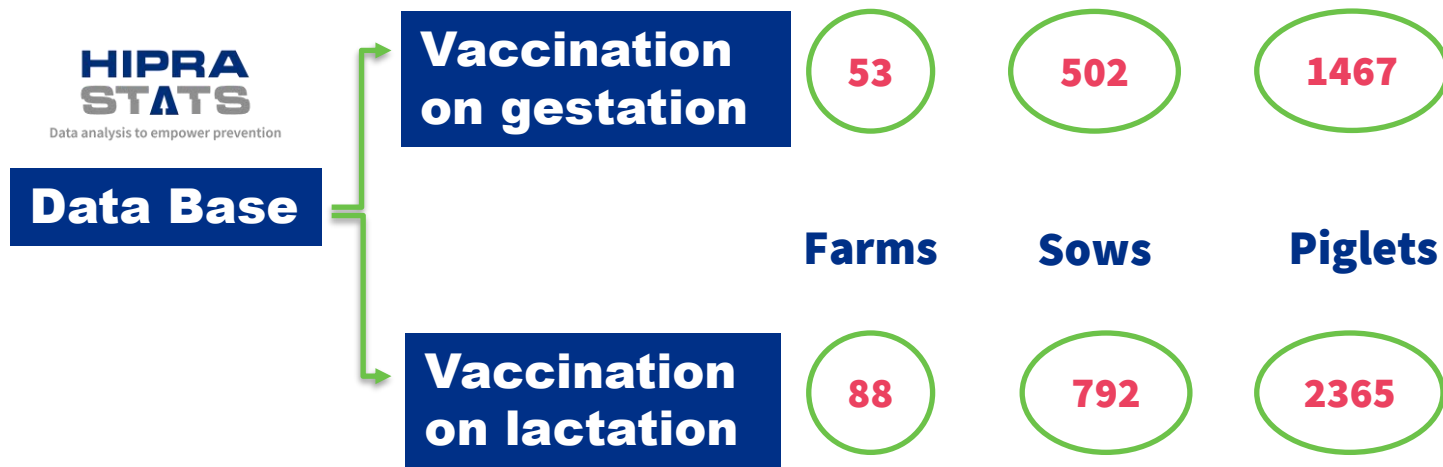 HIPRA
STATS
Data analysis to empower prevention
Data Base
Vaccination
on gestation
53
502
1467
Farms
Sows
Piglets
Vaccination
on lactation
88
792
2365